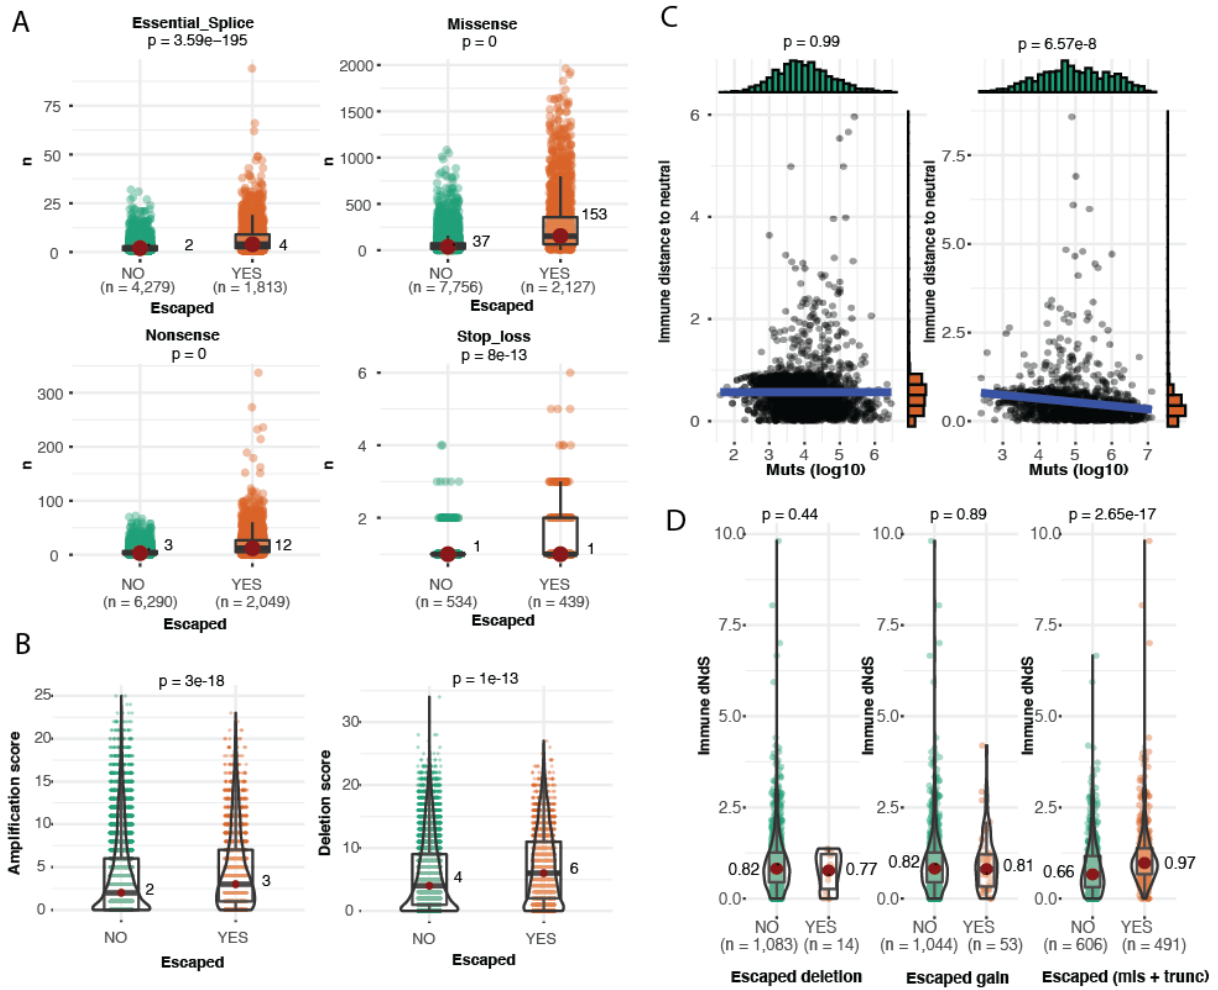 A
Essential_Splice
p = 3.59e−195
n
75
50
25
0
2
4
NO
(n = 4,279)
YES
(n = 1,813)
Escaped
Missense
p = 0
2000
1500
1000
500
0
37
153
NO
(n = 7,756)
YES
(n = 2,127)
Escaped
Nonsense
p = 0
n
300
200
100
0
3
12
NO
(n = 6,290)
YES
(n = 2,049)
Escaped
Stop_loss
p = 8e-13
n
6
4
2
1
1
NO
(n = 534)
YES
(n = 439)
Escaped
B
p = 3e-18
Amplification score
25
20
15
10
5
0
2
3
NO
YES
Escaped
p = 1e-13
Deletion score
30
20
10
0
4
6
NO
YES
Escaped
C
p = 0.99
Immune distance to neutral
6
4
2
0
2 3 4 5 6
Muts (log10)
p = 6.57e-8
Immune distance to neutral
7.5
5.0
2.5
0.0
3 4 5 6 7
Muts (log10)
D
p = 0.44
Immune dNdS
10.0
7.5
5.0
2.5
0.0
0.82
0.77
NO
(n = 1,083)
YES
(n = 14)
Escaped deletion
p = 0.89
Immune dNdS
10.0
7.5
5.0
2.5
0.0
0.82
0.81
NO
(n = 1,044)
YES
(n = 53)
Escaped gain
p = 2.65e-17
Immune dNdS
10.0
7.5
5.0
2.5
0.0
0.66
0.97
NO
(n = 606)
YES
(n = 491)
Escaped (mis + trunc)